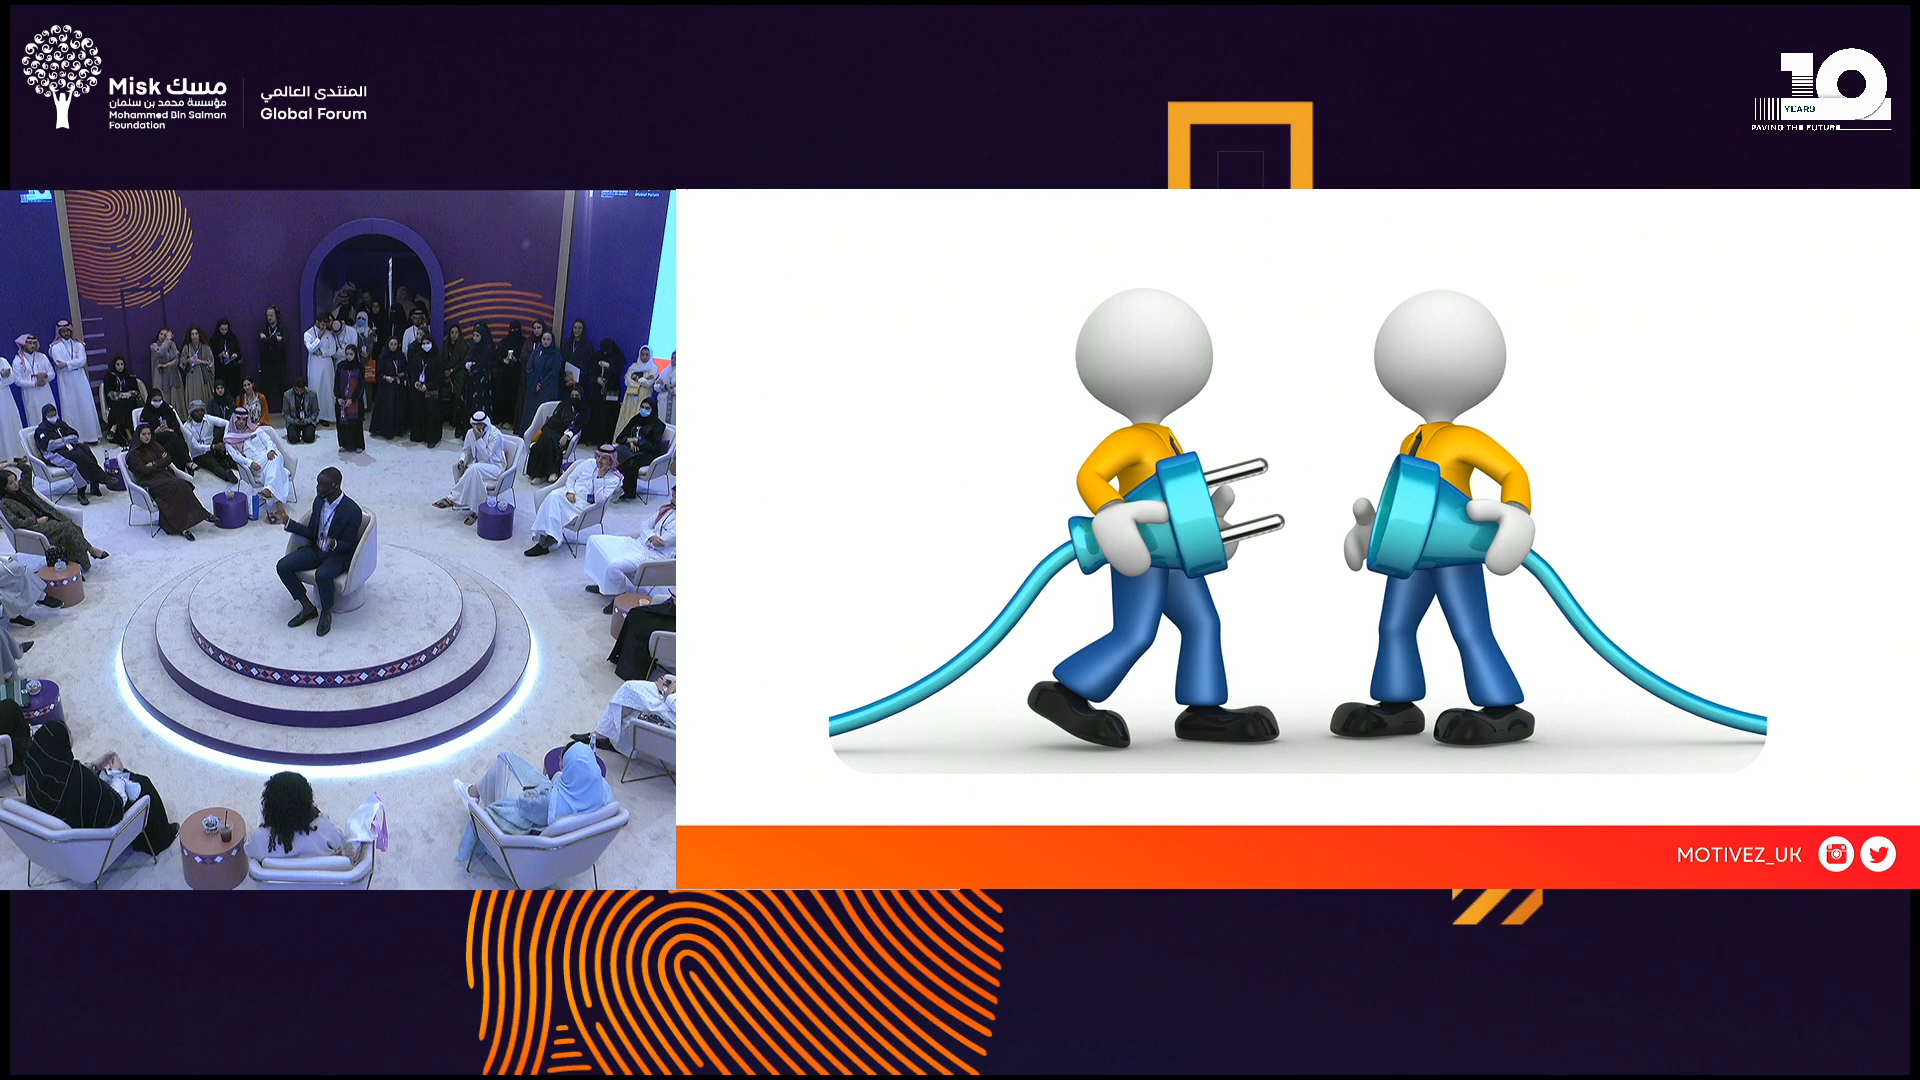 Misk مسك
مؤسسة محمد بن سلمان
Mohammed Bin Salman
Foundation
المنتدى العالمي
Global Forum
10
YEARS
PAVING THE FUTURE
MOTIVEZ_UK